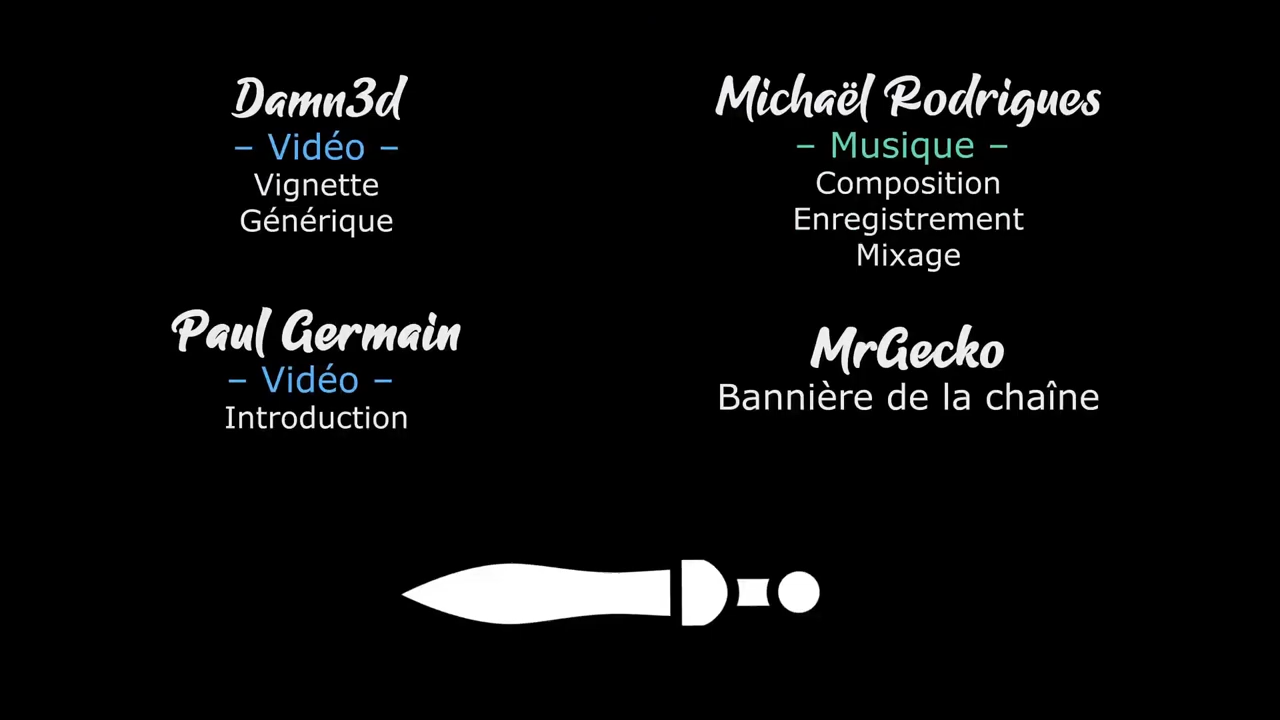 Damn3d
– Vidéo –
Vignette
Générique
Paul Germain
– Vidéo –
Introduction
Michaël Rodrigues
– Musique –
Composition
Enregistrement
Mixage
MrGecko
Bannière de la chaîne